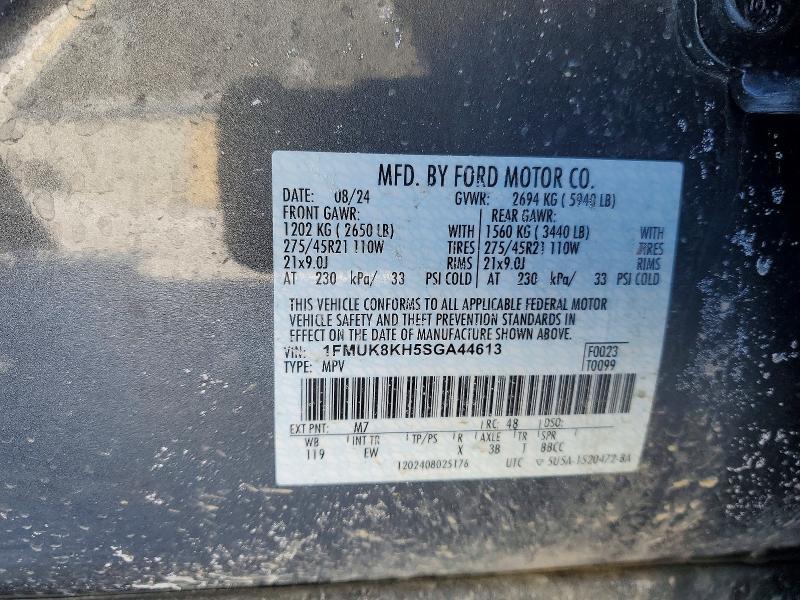 MFD. BY FORD MOTOR CO.
DATE: 08/24 GVWR: 2694 KG ( 5940 LB)
FRONT GAWR: REAR GAWR:
1202 KG ( 2650 LB) WITH 1560 KG ( 3440 LB) WITH
275/45R21 110W TIRES 275/45R21 110W TIRES
21x9.0J RIMS 21x9.0J RIMS
AT 230 kPa/ 33 PSI COLD AT 230 kPa/ 33 PSI COLD
THIS VEHICLE CONFORMS TO ALL APPLICABLE FEDERAL MOTOR
VEHICLE SAFETY AND THEFT PREVENTION STANDARDS IN
EFFECT ON THE DATE OF MANUFACTURE SHOWN ABOVE.
VIN: 1FMUK8KH5SGA44613 F0023
TYPE: MPV T0099
EXT PNT: M7 RC: 48 DSO:
WB INT TR TP/PS R AXLE TR SPR
119 EW X 3B T BBCC
1202408025176 UTC ▽ 5U5A-1520472-BA